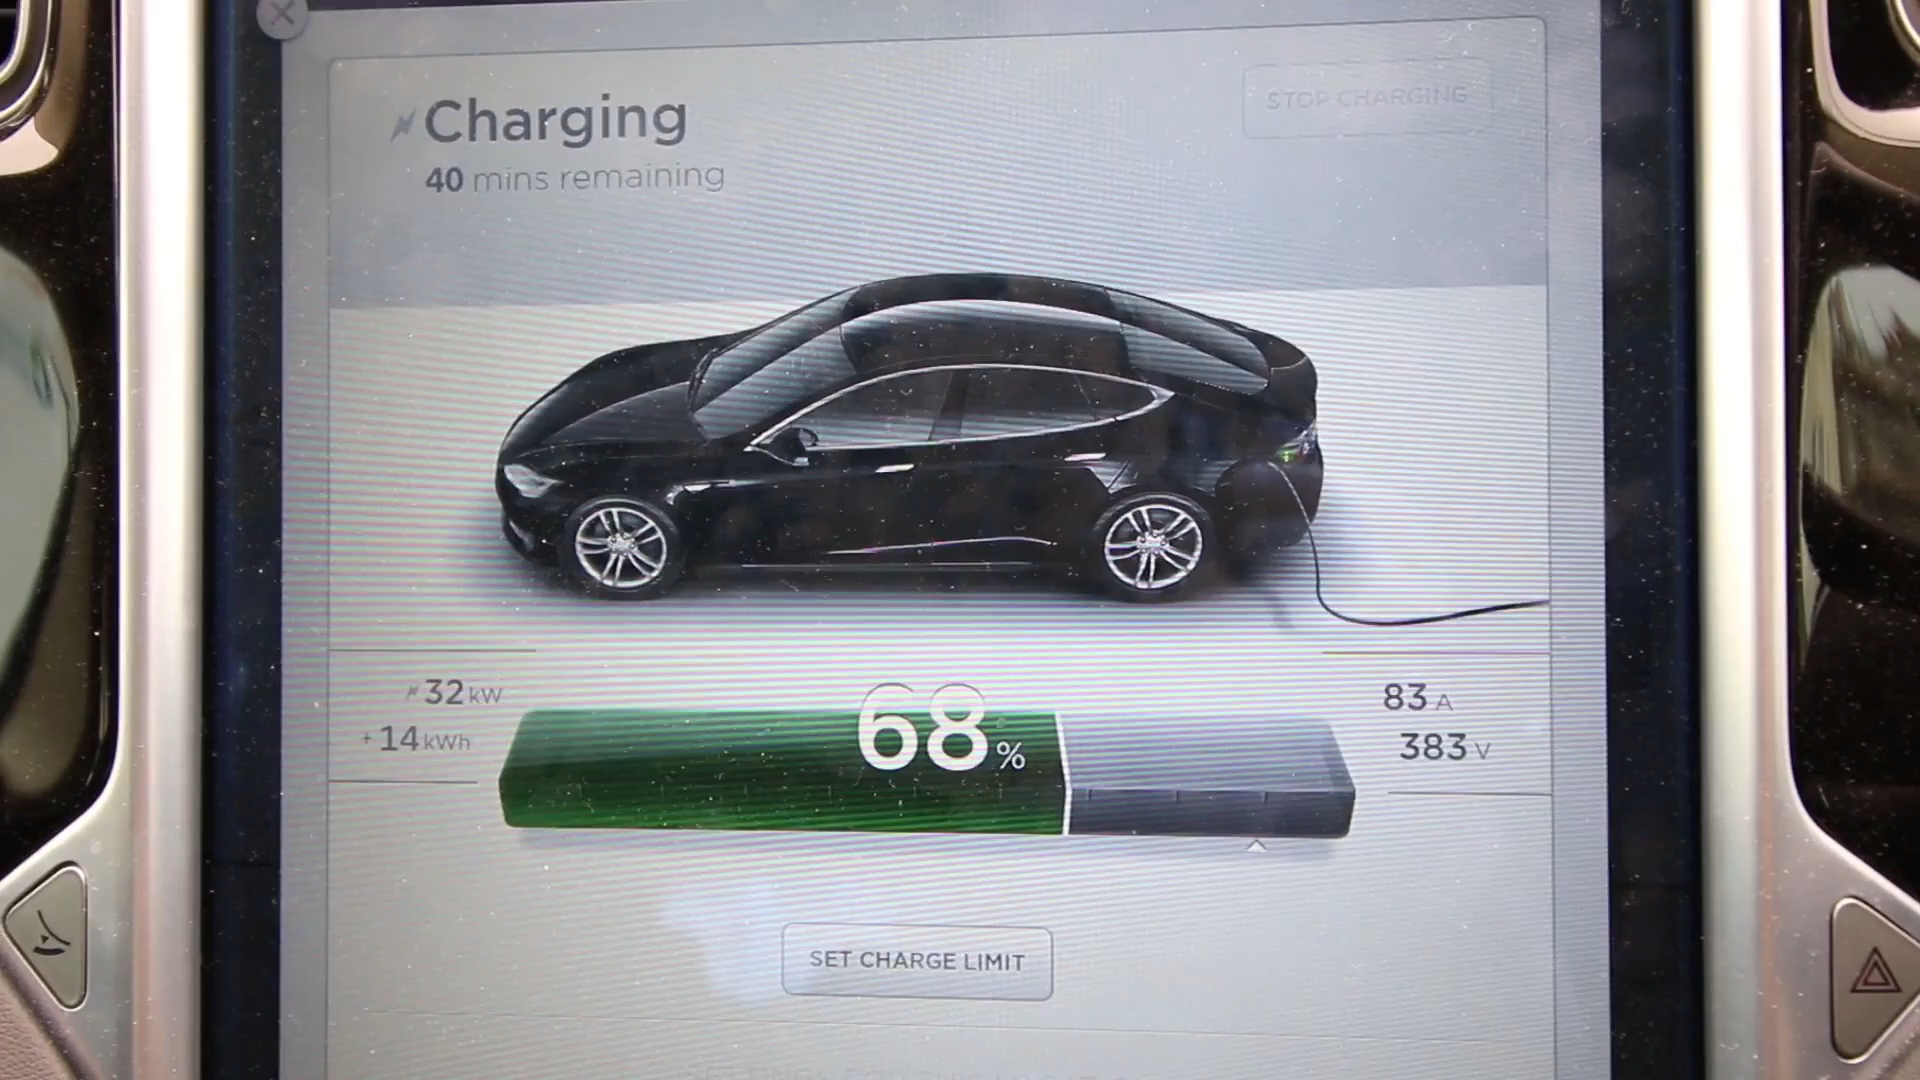 Charging
STOP CHARGING
40 mins remaining
32 kW
+ 14 kWh
68 %
83 A
383 V
SET CHARGE LIMIT